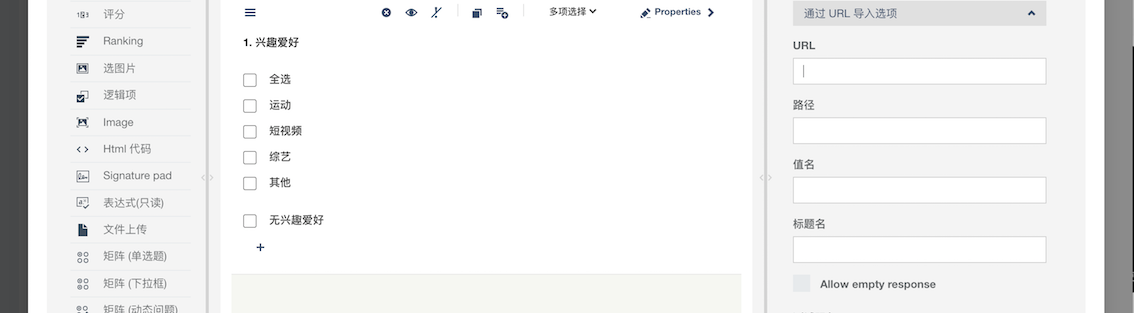 评分
Ranking
选图片
逻辑项
Image
Html 代码
Signature pad
表达式(只读)
文件上传
矩阵 (单选题)
矩阵 (下拉框)
矩阵 (动态问题)
多项选择
Properties
1. 兴趣爱好
全选
运动
短视频
综艺
其他
无兴趣爱好
通过 URL 导入选项
URL
路径
值名
标题名
Allow empty response